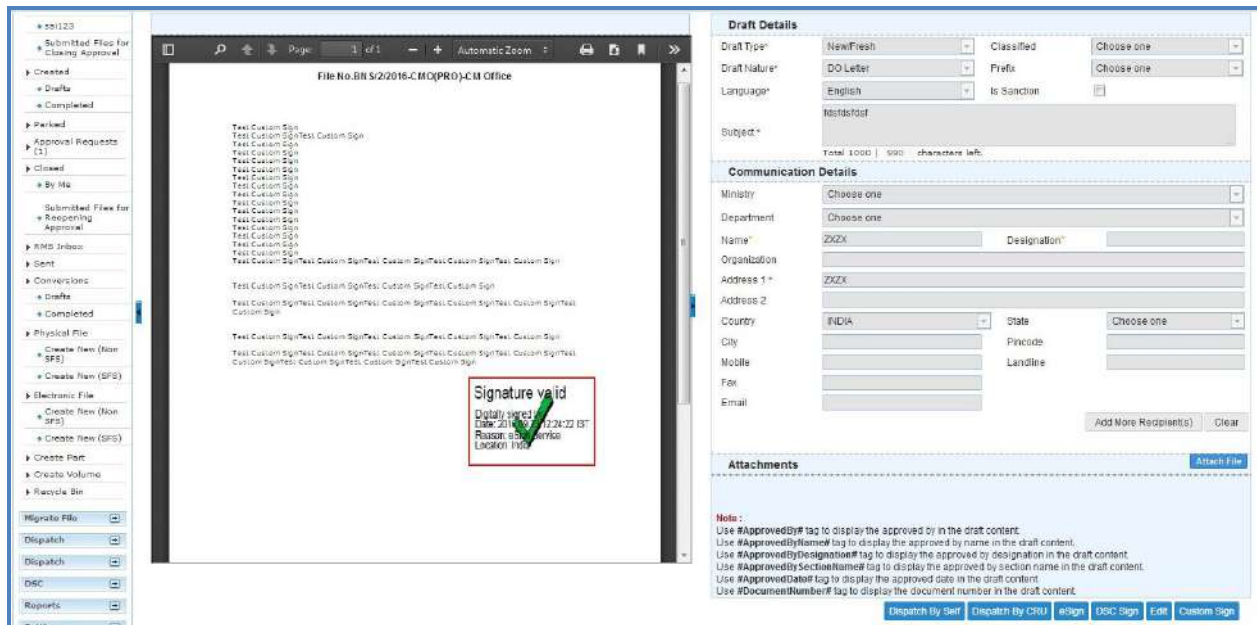 ssi123
Submitted Files for
Closing Approval
Created
Drafts
Completed
Parked
Approval Requests
(1)
Closed
By Me
Submitted Files for
Reopening
Approval
RMS Inbox
Sent
Conversions
Drafts
Completed
Physical File
Create New (Non
SFS)
Create New (SFS)
Electronic File
Create New (Non
SFS)
Create New (SFS)
Create Part
Create Volume
Recycle Bin
Migrate File
Dispatch
Dispatch
DSC
Reports
Page: 1 of 1 Automatic Zoom
File No.BN Sr/2/2016-CMO(PRO)-CM Office
Test Custom Sign
Test Custom SignTest Custom Sign
Test Custom Sign
Test Custom Sign
Test Custom Sign
Test Custom Sign
Test Custom Sign
Test Custom Sign
Test Custom Sign
Test Custom Sign
Test Custom Sign
Test Custom Sign
Test Custom Sign
Test Custom Sign
Test Custom Sign
Test Custom Sign
Test Custom SignTest Custom SignTest Custom SignTest Custom SignTest Custom Sign
Test Custom SignTest Custom SignTest Custom SignTest Custom Sign
Test Custom SignTest Custom SignTest Custom SignTest Custom SignTest Custom SignTest
Custom Sign
Test Custom SignTest Custom SignTest Custom SignTest Custom SignTest Custom Sign
Test Custom SignTest Custom SignTest Custom SignTest Custom SignTest Custom SignTest
Custom SignTest Custom SignTest Custom SignTest Custom Sign
Signature valid
Digitally signed
Date: 12:24:22 IST
Reason: eSign Service
Location: India
Draft Details
Draft Type* New/Fresh Classified Choose one
Draft Nature* DO Letter Prefix Choose one
Language* English Is Sanction
Subject* fdsfdsfdsf
Total 1000 | 990 characters left.
Communication Details
Ministry Choose one
Department Choose one
Name* ZXZX Designation*
Organization
Address 1* ZXZX
Address 2
Country INDIA State Choose one
City Pincode
Mobile Landline
Fax
Email
Add More Recipient(s) Clear
Attachments Attach File
Note :
Use #ApprovedBy# tag to display the approved by in the draft content.
Use #ApprovedByName# tag to display the approved by name in the draft content.
Use #ApprovedByDesignation# tag to display the approved by designation in the draft content.
Use #ApprovedBySectionName# tag to display the approved by section name in the draft content.
Use #ApprovedDate# tag to display the approved date in the draft content
Use #DocumentNumber# tag to display the document number in the draft content
Dispatch By Self Dispatch By CRU eSign DSC Sign Edit Custom Sign